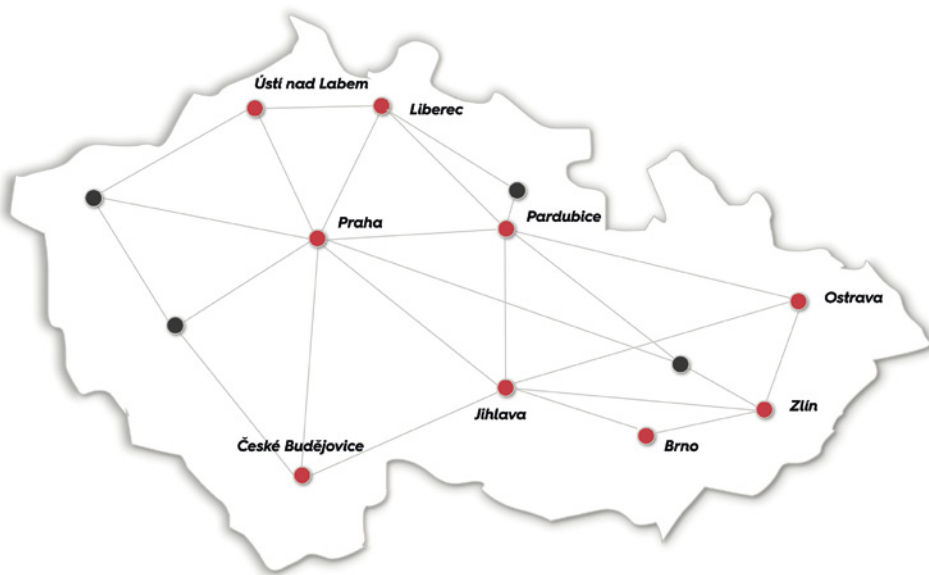 Ústí nad Labem
Liberec
Praha
Pardubice
Ostrava
Jihlava
Zlín
České Budějovice
Brno